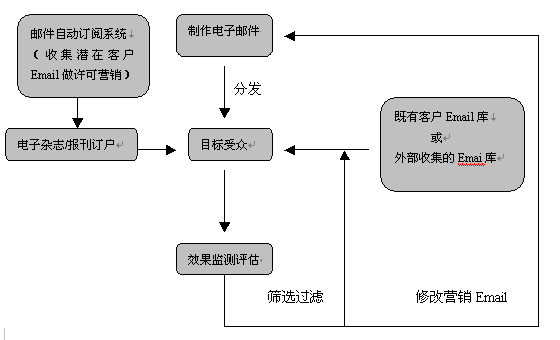 邮件自动订阅系统
（收集潜在客户
Email 做许可营销）
制作电子邮件
分发
电子杂志/报刊订户
目标受众
既有客户 Email 库
或
外部收集的 Emai 库
效果监测评估
筛选过滤
修改营销 Email